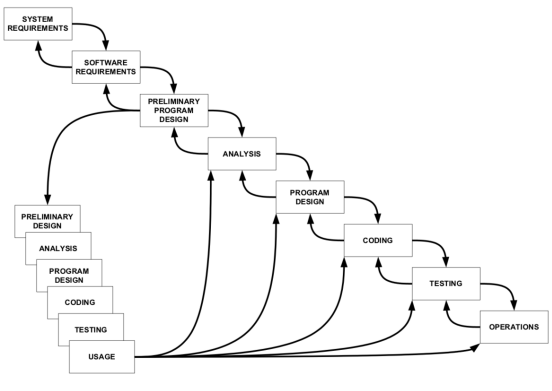 SYSTEM
REQUIREMENTS
SOFTWARE
REQUIREMENTS
PRELIMINARY
PROGRAM
DESIGN
ANALYSIS
PROGRAM
DESIGN
CODING
TESTING
OPERATIONS
PRELIMINARY
DESIGN
ANALYSIS
PROGRAM
DESIGN
CODING
TESTING
USAGE